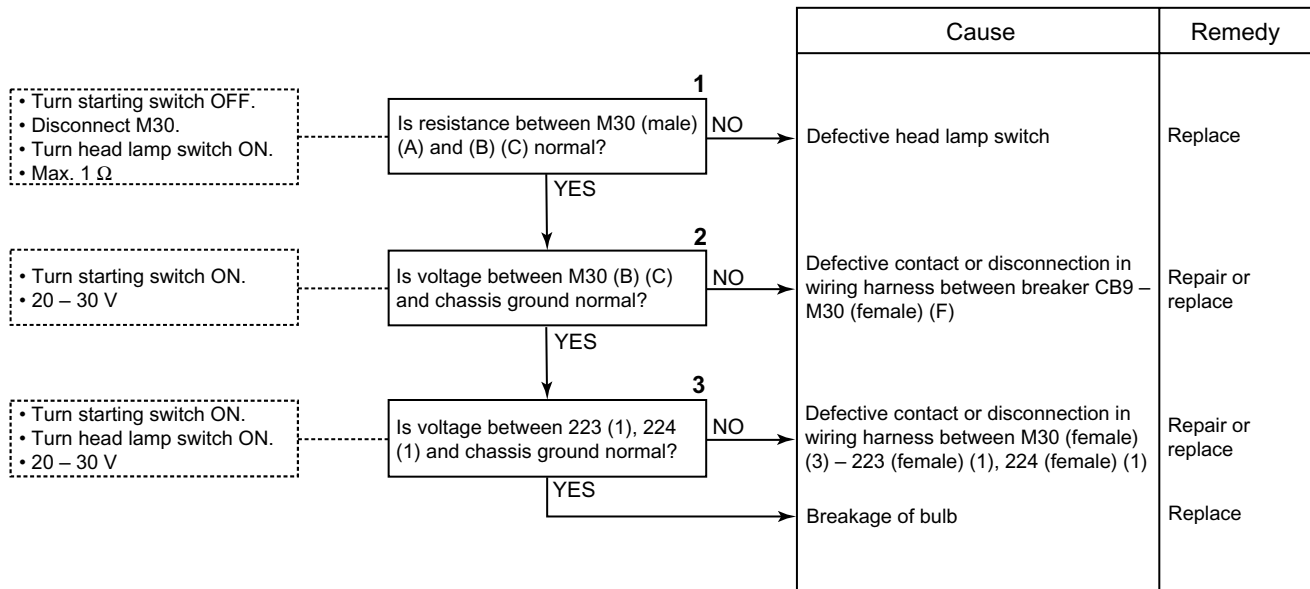 Cause
Remedy
1
• Turn starting switch OFF.
• Disconnect M30.
• Turn head lamp switch ON.
• Max. 1 Ω
Is resistance between M30 (male)
(A) and (B) (C) normal?
NO
Defective head lamp switch
Replace
YES
2
• Turn starting switch ON.
• 20 – 30 V
Is voltage between M30 (B) (C)
and chassis ground normal?
NO
Defective contact or disconnection in
wiring harness between breaker CB9 –
M30 (female) (F)
Repair or
replace
YES
3
• Turn starting switch ON.
• Turn head lamp switch ON.
• 20 – 30 V
Is voltage between 223 (1), 224
(1) and chassis ground normal?
NO
Defective contact or disconnection in
wiring harness between M30 (female)
(3) – 223 (female) (1), 224 (female) (1)
Repair or
replace
YES
Breakage of bulb
Replace